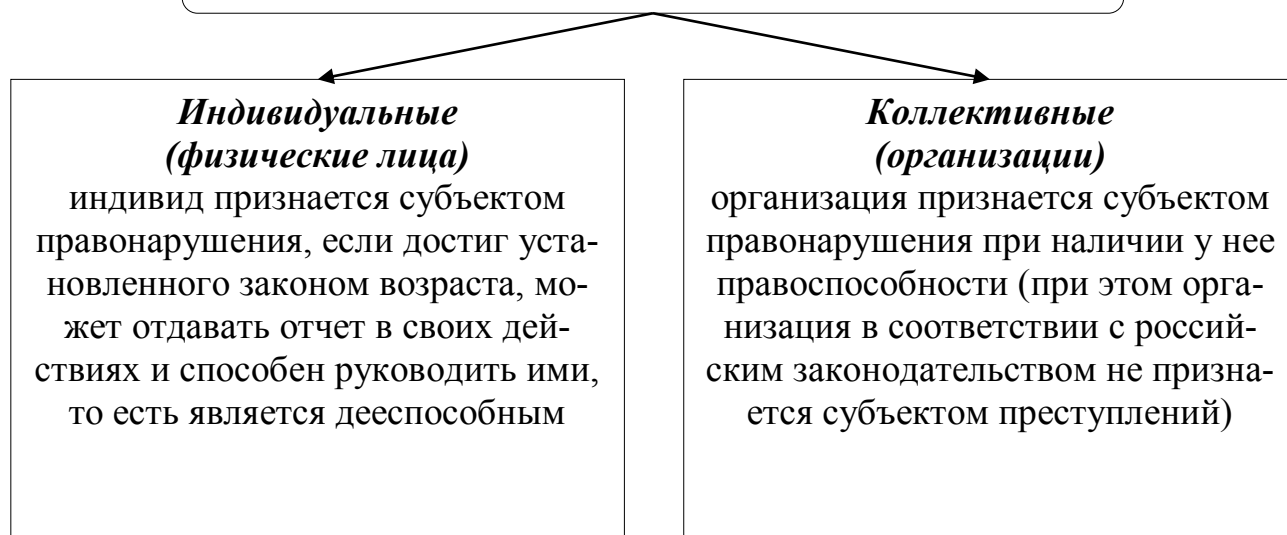 Индивидуальные
(физические лица)
индивид признается субъектом
правонарушения, если достиг уста-
новленного законом возраста, мо-
жет отдавать отчет в своих дей-
ствиях и способен руководить ими,
то есть является дееспособным
Коллективные
(организации)
организация признается субъектом
правонарушения при наличии у нее
правоспособности (при этом орга-
низация в соответствии с россий-
ским законодательством не призна-
ется субъектом преступлений)